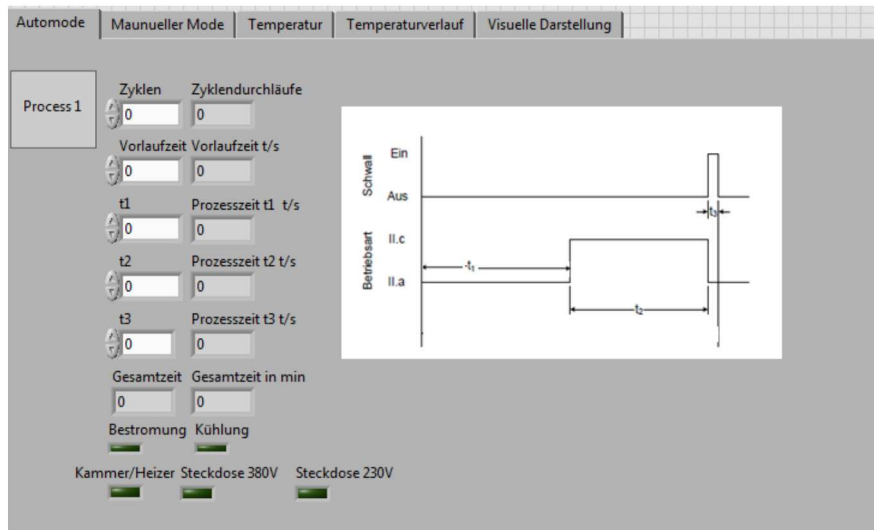 Automode Maunueller Mode Temperatur Temperaturverlauf Visuelle Darstellung
Process 1
Zyklen Zyklendurchläufe
0 0
Vorlaufzeit Vorlaufzeit t/s
0 0
t1 Prozesszeit t1 t/s
0 0
t2 Prozesszeit t2 t/s
0 0
t3 Prozesszeit t3 t/s
0 0
Gesamtzeit Gesamtzeit in min
0 0
Bestromung Kühlung
Kammer/Heizer Steckdose 380V Steckdose 230V
Schwall
Ein
Aus
t₃
Betriebsart
II.c
II.a
t₁
t₂